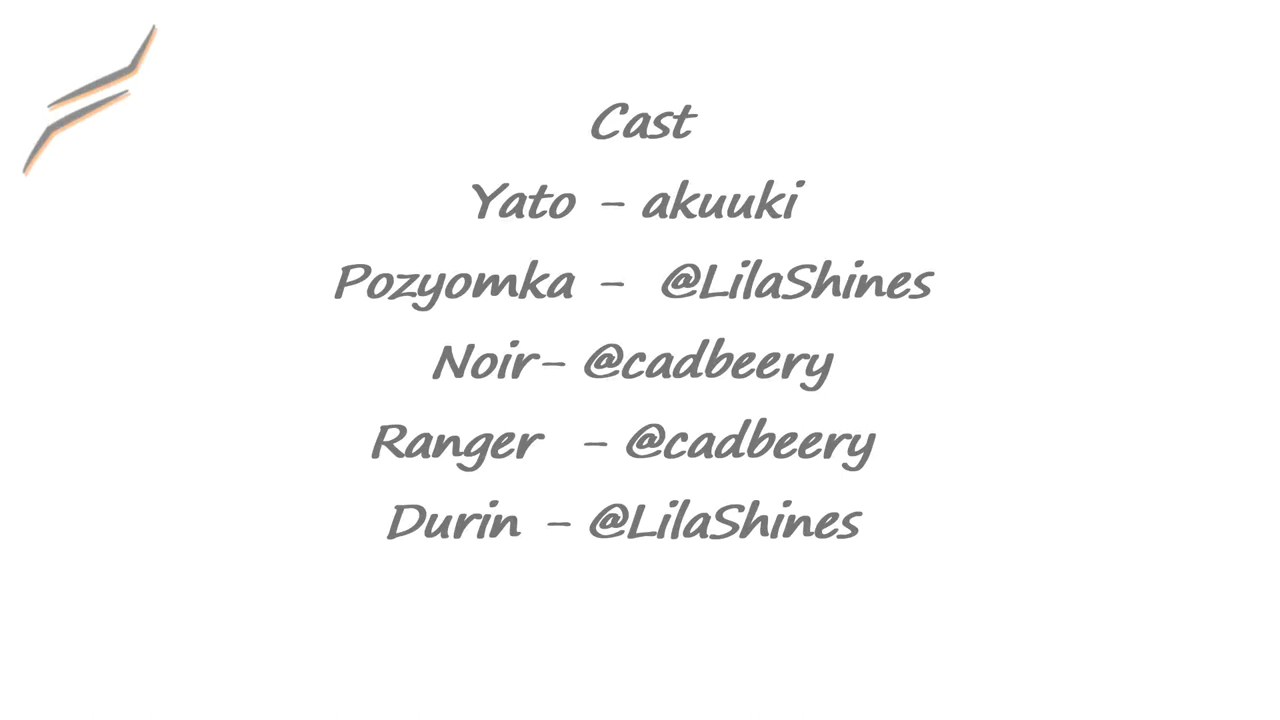 Cast
Yato - akuuki
Pozyomka - @LilaShines
Noir- @cadbeery
Ranger - @cadbeery
Durin - @LilaShines